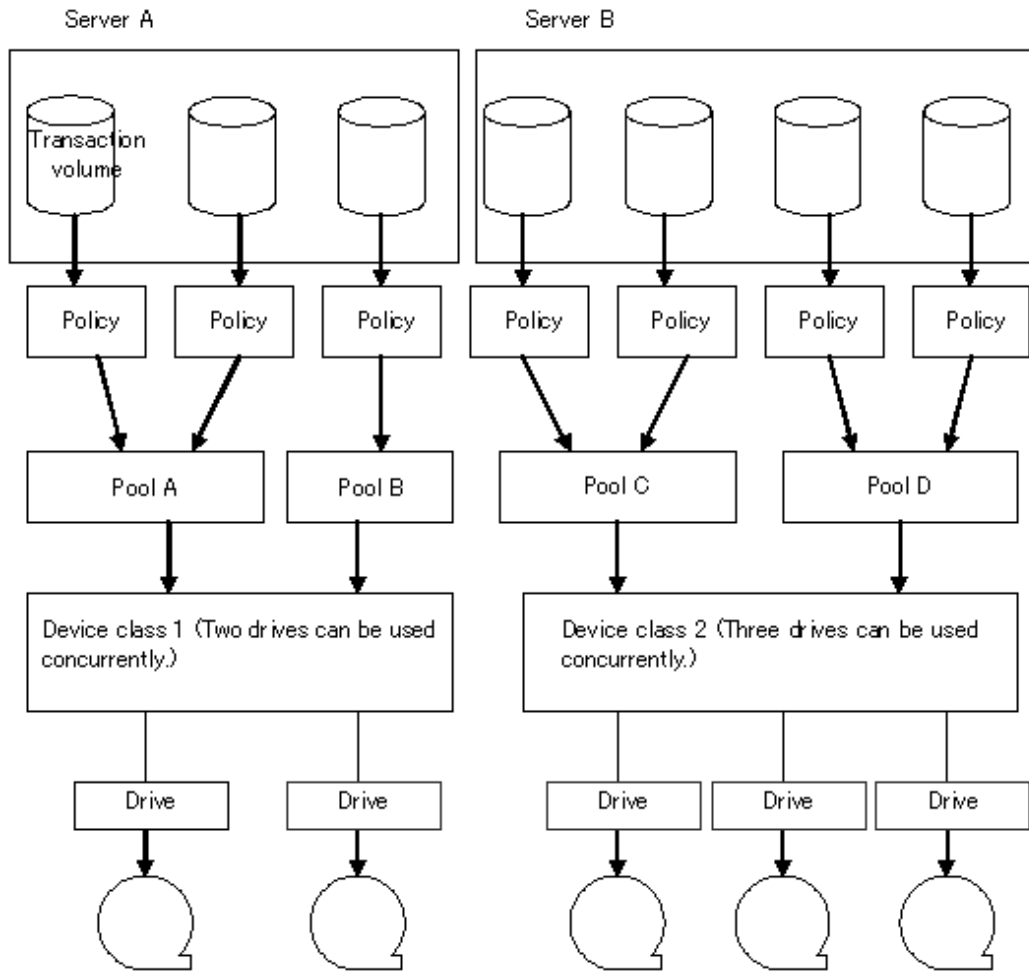 Server A
Server B
Transaction
volume
Policy
Policy
Policy
Policy
Policy
Policy
Policy
Pool A
Pool B
Pool C
Pool D
Device class 1 (Two drives can be used
concurrently.)
Device class 2 (Three drives can be used
concurrently.)
Drive
Drive
Drive
Drive
Drive